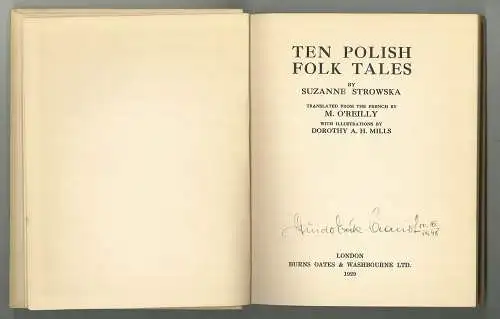 TEN POLISH
FOLK TALES
BY
SUZANNE STROWSKA
TRANSLATED FROM THE FRENCH BY
M. O'REILLY
WITH ILLUSTRATIONS BY
DOROTHY A. H. MILLS
LONDON
BURNS OATES & WASHBOURNE LTD.
1929